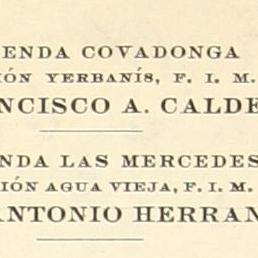 ENDA COVADONGA
IÓN YERBANÍS, F. I. M.
NCISCO A. CALDE
NDA LAS MERCEDES
IÓN AGUA VIEJA, F. I. M.
ANTONIO HERRAN